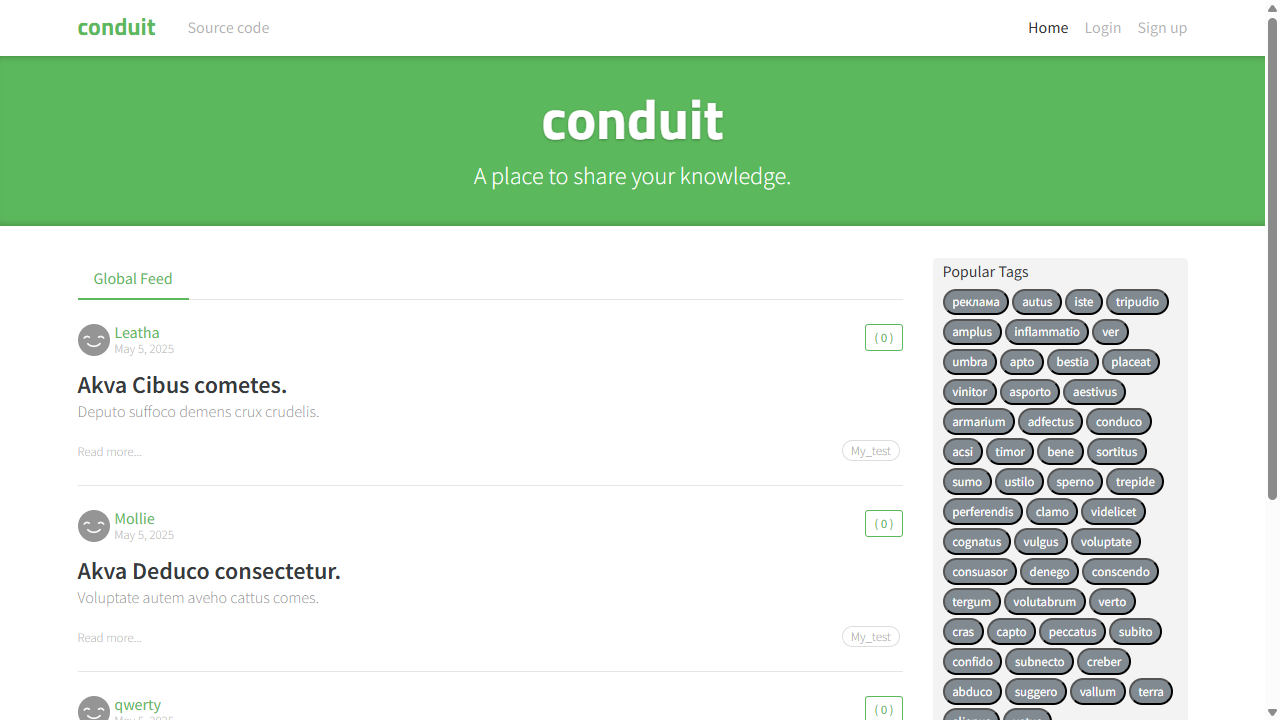 conduit Source code Home Login Sign up
conduit
A place to share your knowledge.
Global Feed
Leatha
May 5, 2025
( 0 )
Akva Cibus cometes.
Deputo suffoco demens crux crudelis.
Read more...
My_test
Mollie
May 5, 2025
( 0 )
Akva Deduco consectetur.
Voluptate autem aveho cattus comes.
Read more...
My_test
qwerty
May 5, 2025
( 0 )
Popular Tags
реклама autus iste tripudio
amplus inflammatio ver
umbra apto bestia placeat
vinitor asporto aestivus
armarium adfectus conduco
acsi timor bene sortitus
sumo ustilo sperno trepide
perferendis clamo videlicet
cognatus vulgus voluptate
consuasor denego conscendo
tergum volutabrum verto
cras capto peccatus subito
confido subnecto creber
abduco suggero vallum terra